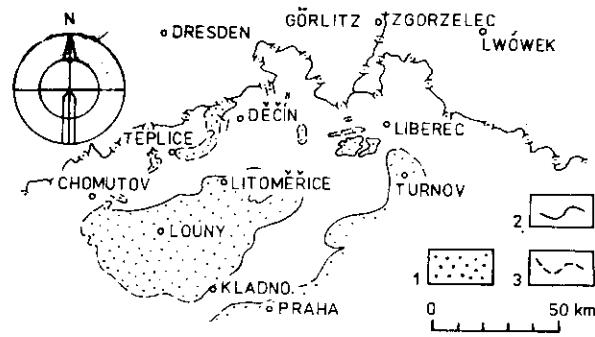 N
GÖRLITZ
ZGORZELEC
DRESDEN
LWÓWEK
DĚČÍN
LIBEREC
TEPLICE
CHOMUTOV
LITOMĚŘICE
TURNOV
LOUNY
2
1
3
KLADNO
PRAHA
0 50 km